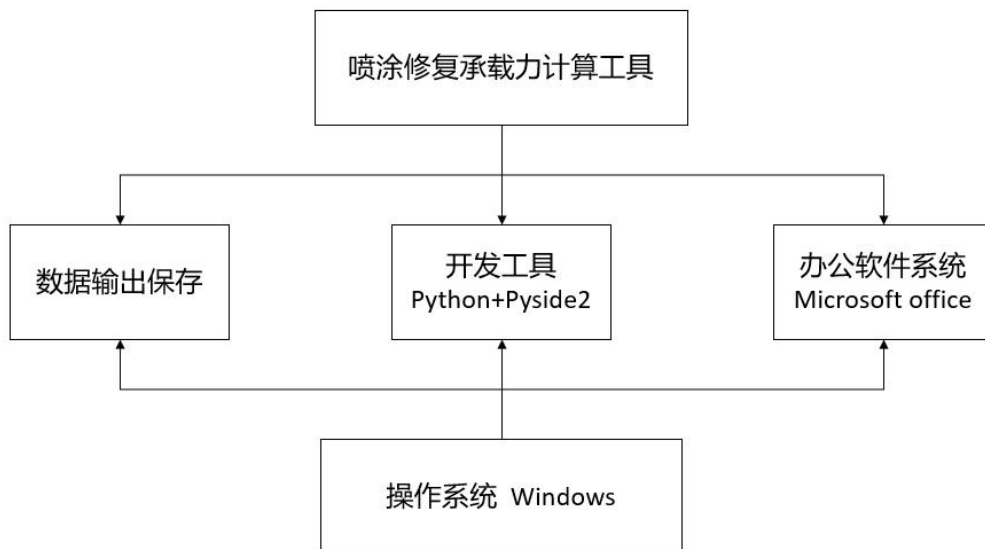 喷涂修复承载力计算工具
数据输出保存
开发工具
Python+Pyside2
办公软件系统
Microsoft office
操作系统 Windows